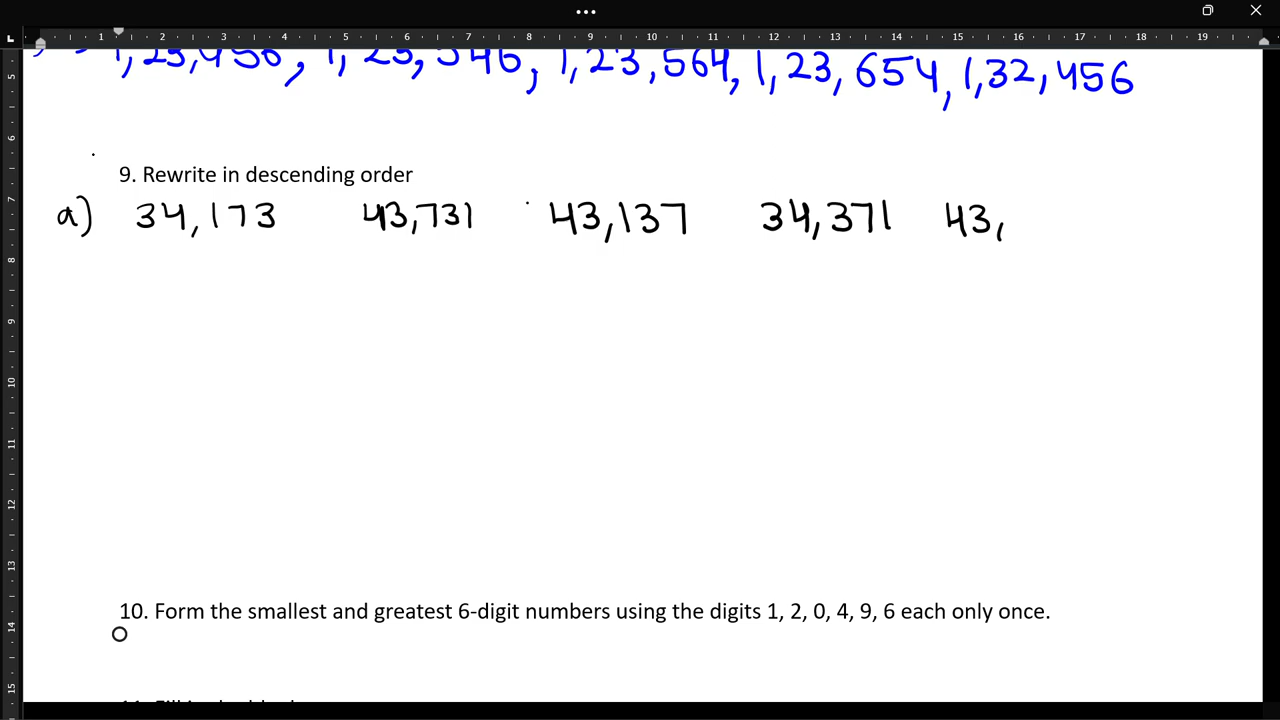 1,23,456, 1,23,546, 1,23,564, 1,23,654, 1,32,456
9. Rewrite in descending order
a) 34,173 43,731 43,137 34,371 43,
10. Form the smallest and greatest 6-digit numbers using the digits 1, 2, 0, 4, 9, 6 each only once.